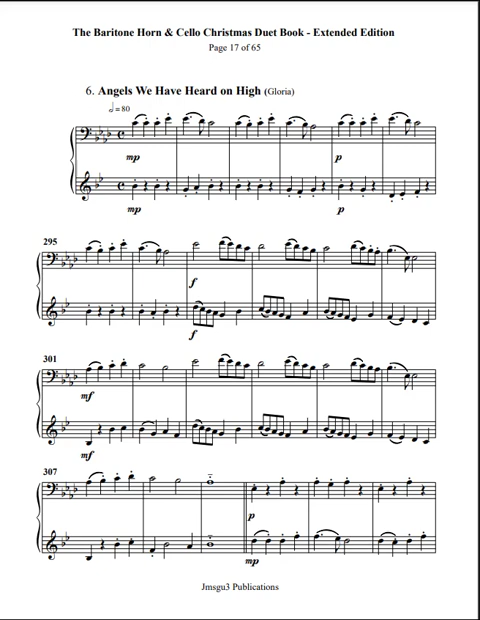 The Baritone Horn & Cello Christmas Duet Book - Extended Edition
Page 17 of 65
6. Angels We Have Heard on High (Gloria)
𝅗𝅥 = 80
mp
p
mp
p
295
f
f
301
mf
mf
307
p
mp
Jmsgu3 Publications